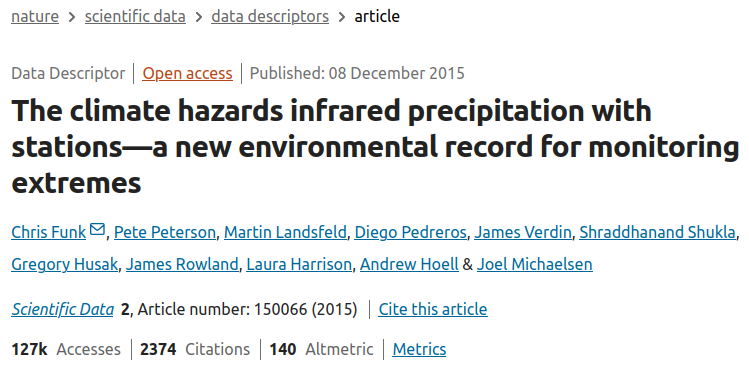 nature > scientific data > data descriptors > article
Data Descriptor | Open access | Published: 08 December 2015
The climate hazards infrared precipitation with
stations—a new environmental record for monitoring
extremes
Chris Funk, Pete Peterson, Martin Landsfeld, Diego Pedreros, James Verdin, Shraddhanand Shukla,
Gregory Husak, James Rowland, Laura Harrison, Andrew Hoell & Joel Michaelsen
Scientific Data 2, Article number: 150066 (2015) | Cite this article
127k Accesses | 2374 Citations | 140 Altmetric | Metrics